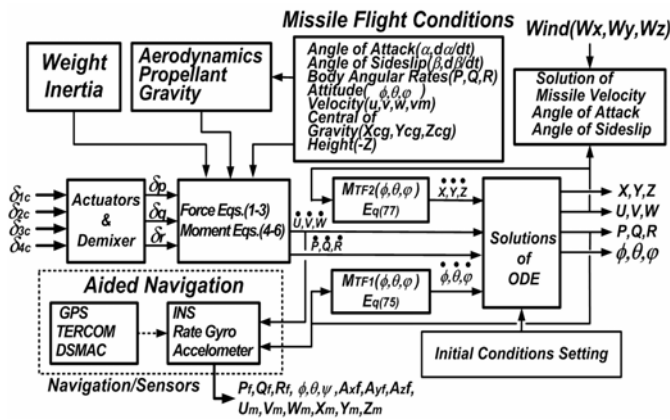 Missile Flight Conditions
Wind(Wx,Wy,Wz)
Weight
Inertia
Aerodynamics
Propellant
Gravity
Angle of Attack(α,dα/dt)
Angle of Sideslip(β,dβ/dt)
Body Angular Rates(P,Q,R)
Attitude( ϕ,θ,φ)
Velocity(u,v,w,vm)
Central of
Gravity(Xcg,Ycg,Zcg)
Height(-Z)
Solution of
Missile Velocity
Angle of Attack
Angle of Sideslip
δ1c
δ2c
δ3c
δ4c
Actuators
&
Demixer
δp
δq
δr
Force Eqs.(1-3)
Moment Eqs.(4-6)
U̇,V̇,Ẇ
Ṗ,Q̇,Ṙ
MTF2(ϕ,θ,φ)
Eq(77)
Ẋ,Ẏ,Ż
MTF1(ϕ,θ,φ)
Eq(75)
ϕ̇,θ̇,φ̇
Solutions
of
ODE
X,Y,Z
U,V,W
P,Q,R
ϕ,θ,φ
Initial Conditions Setting
Aided Navigation
GPS
TERCOM
DSMAC
INS
Rate Gyro
Accelometer
Navigation/Sensors
Pf,Qf,Rf, ϕ,θ,ψ,Axf,Ayf,Azf,
Um,Vm,Wm,Xm,Ym,Zm